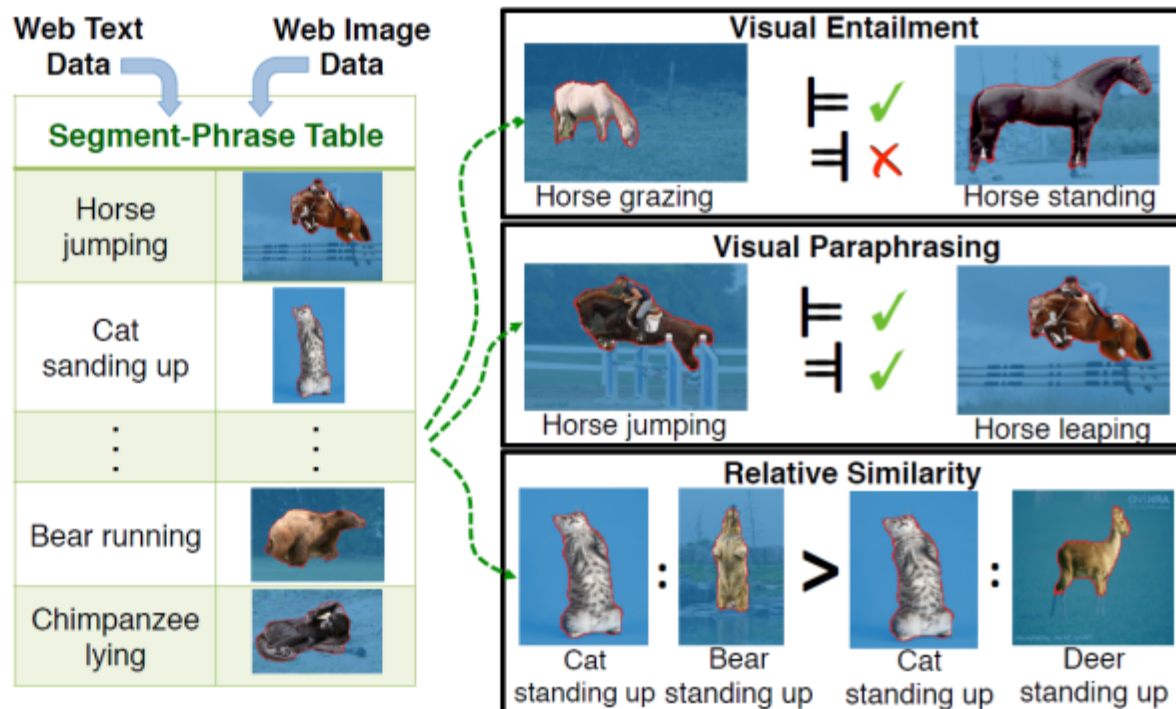 Web Text
Data
Web Image
Data
Segment-Phrase Table
Horse
jumping
Cat
sanding up
Bear running
Chimpanzee
lying
Visual Entailment
Horse grazing
Horse standing
Visual Paraphrasing
Horse jumping
Horse leaping
Relative Similarity
: > :
Cat
standing up
Bear
standing up
Cat
standing up
Deer
standing up